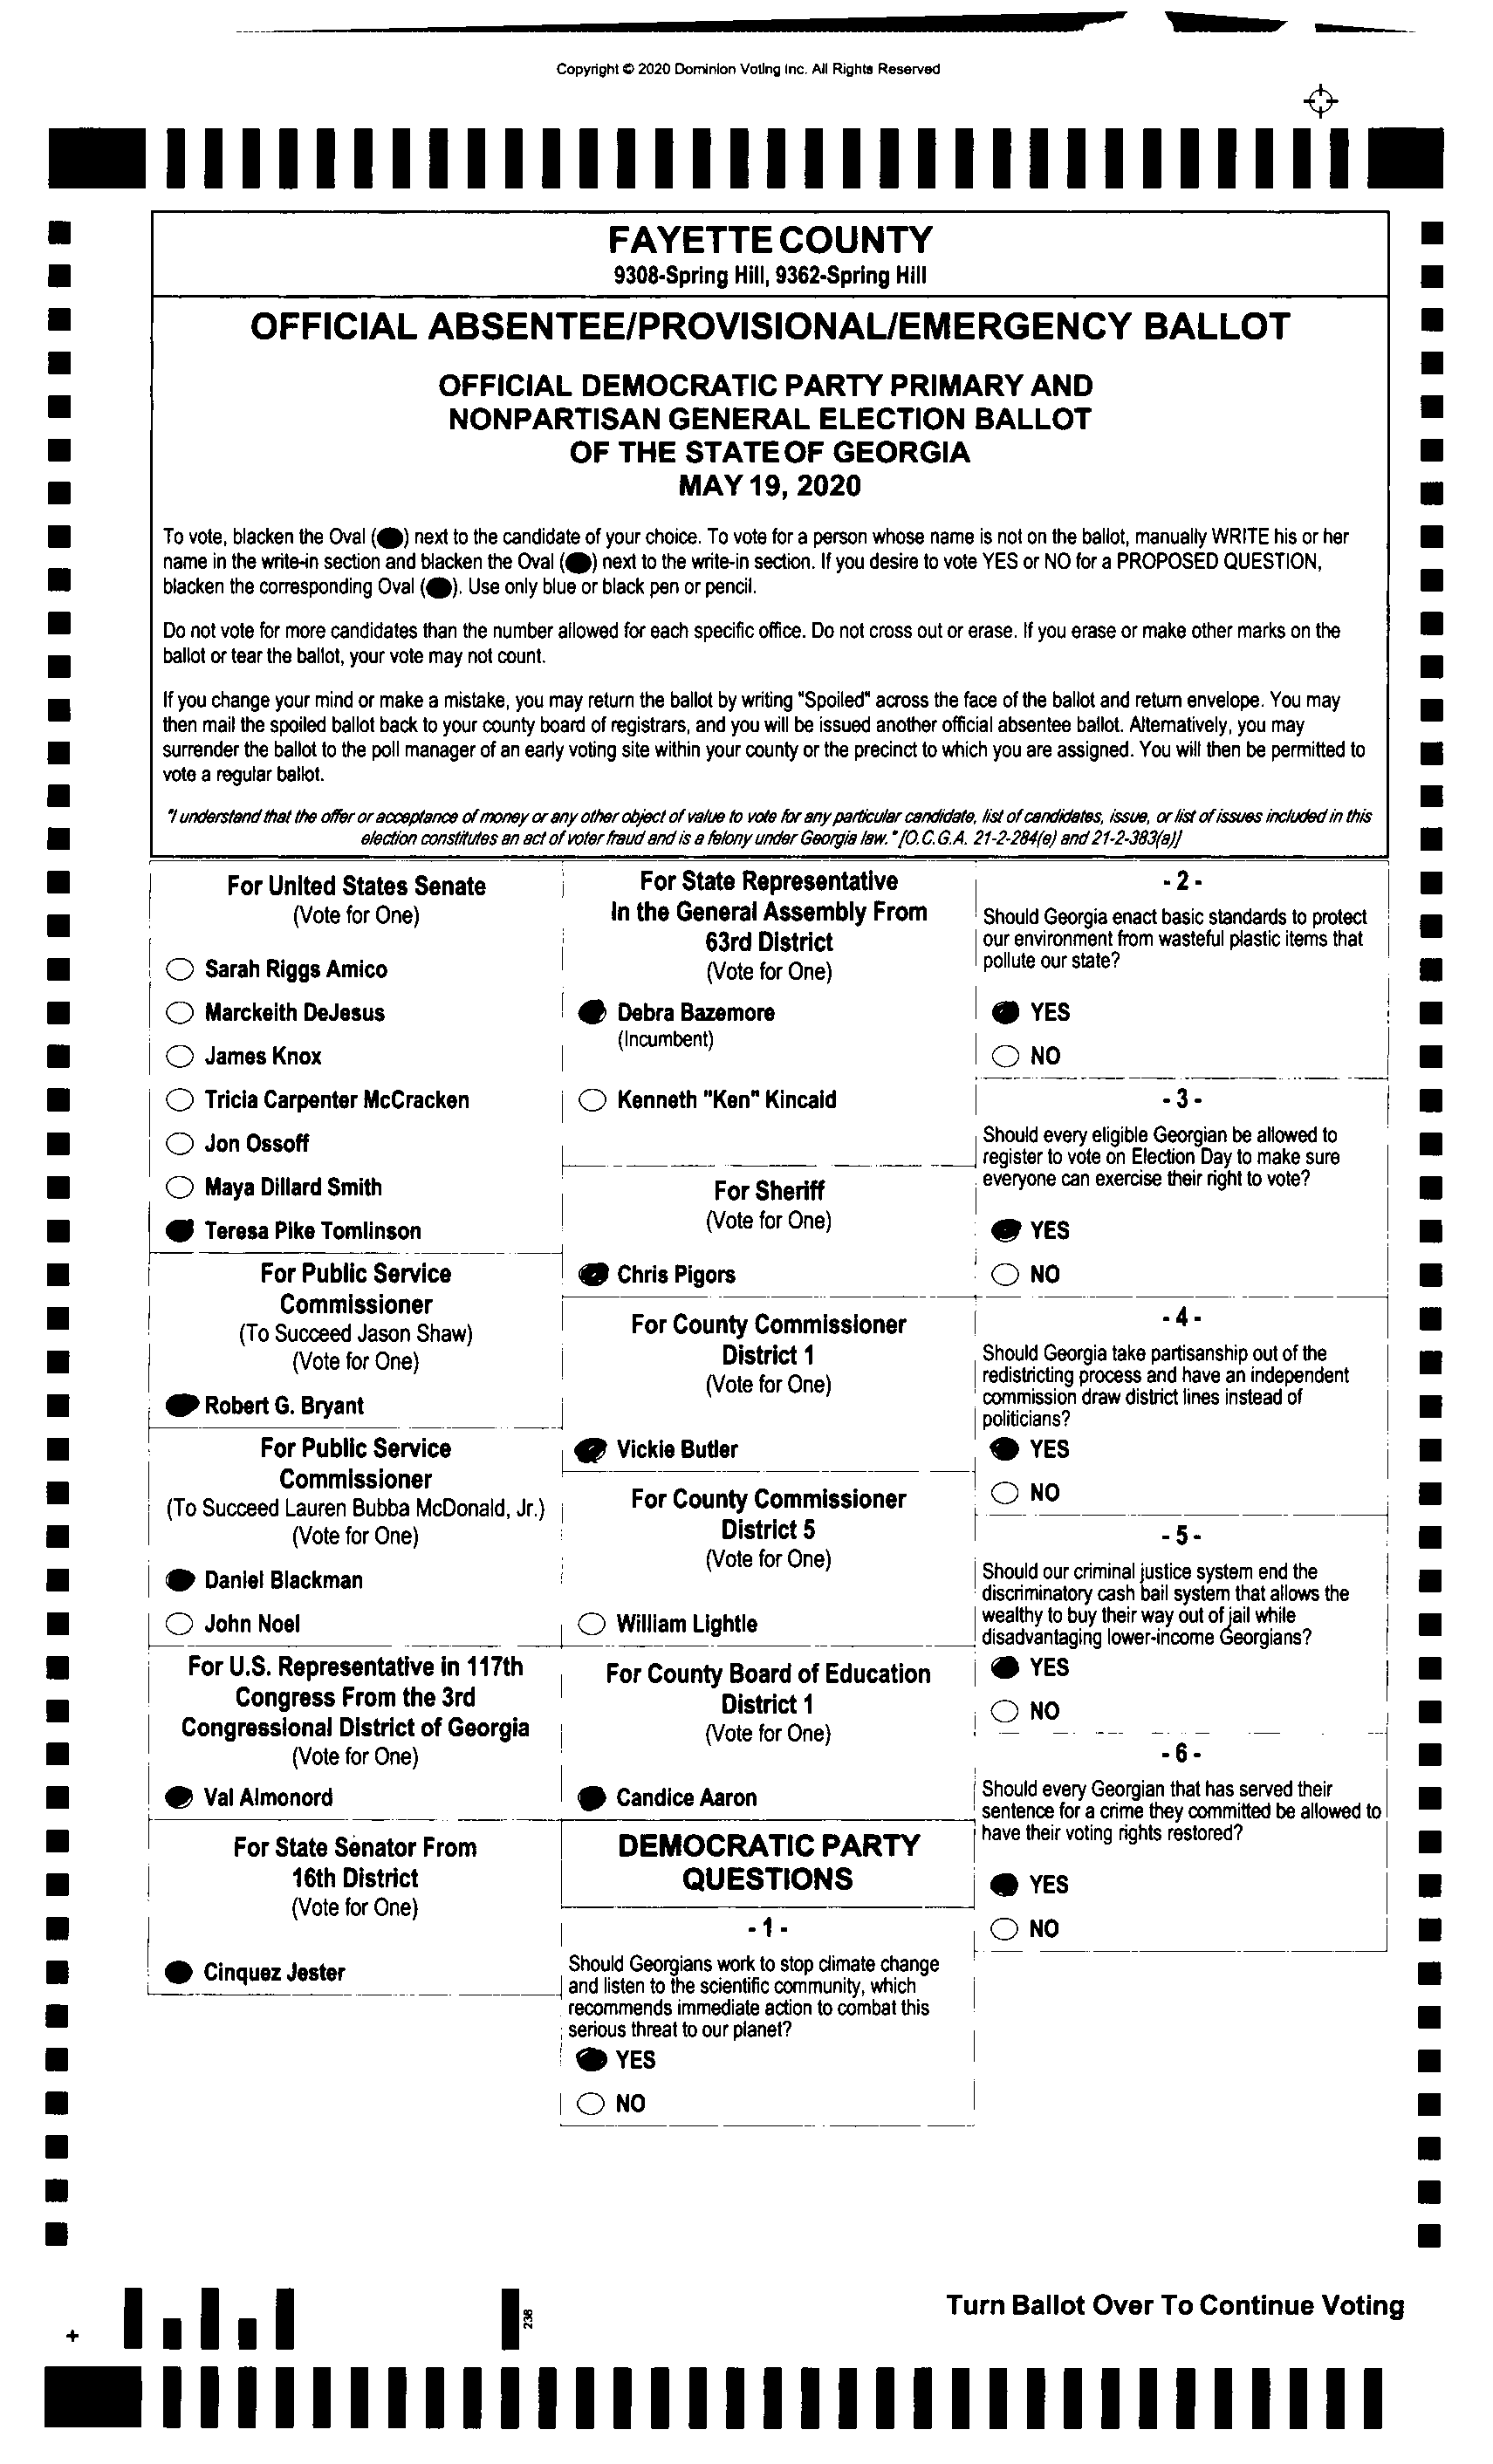 Copyright © 2020 Dominion Voting Inc. All Rights Reserved
FAYETTE COUNTY
9308-Spring Hill, 9362-Spring Hill
OFFICIAL ABSENTEE/PROVISIONAL/EMERGENCY BALLOT
OFFICIAL DEMOCRATIC PARTY PRIMARY AND
NONPARTISAN GENERAL ELECTION BALLOT
OF THE STATE OF GEORGIA
MAY 19, 2020
To vote, blacken the Oval ( ) next to the candidate of your choice. To vote for a person whose name is not on the ballot, manually WRITE his or her
name in the write-in section and blacken the Oval ( ) next to the write-in section. If you desire to vote YES or NO for a PROPOSED QUESTION,
blacken the corresponding Oval ( ). Use only blue or black pen or pencil.
Do not vote for more candidates than the number allowed for each specific office. Do not cross out or erase. If you erase or make other marks on the
ballot or tear the ballot, your vote may not count.
If you change your mind or make a mistake, you may return the ballot by writing "Spoiled" across the face of the ballot and return envelope. You may
then mail the spoiled ballot back to your county board of registrars, and you will be issued another official absentee ballot. Alternatively, you may
surrender the ballot to the poll manager of an early voting site within your county or the precinct to which you are assigned. You will then be permitted to
vote a regular ballot.
"I understand that the offer or acceptance of money or any other object of value to vote for any particular candidate, list of candidates, issue, or list of issues included in this
election constitutes an act of voter fraud and is a felony under Georgia law." [O.C.G.A. 21-2-284(e) and 21-2-383(a)]
For United States Senate
(Vote for One)
Sarah Riggs Amico
Marckeith DeJesus
James Knox
Tricia Carpenter McCracken
Jon Ossoff
Maya Dillard Smith
Teresa Pike Tomlinson
For Public Service
Commissioner
(To Succeed Jason Shaw)
(Vote for One)
Robert G. Bryant
For Public Service
Commissioner
(To Succeed Lauren Bubba McDonald, Jr.)
(Vote for One)
Daniel Blackman
John Noel
For U.S. Representative in 117th
Congress From the 3rd
Congressional District of Georgia
(Vote for One)
Val Almonord
For State Senator From
16th District
(Vote for One)
Cinquez Jester
For State Representative
In the General Assembly From
63rd District
(Vote for One)
Debra Bazemore
(Incumbent)
Kenneth "Ken" Kincaid
For Sheriff
(Vote for One)
Chris Pigors
For County Commissioner
District 1
(Vote for One)
Vickie Butler
For County Commissioner
District 5
(Vote for One)
William Lightle
For County Board of Education
District 1
(Vote for One)
Candice Aaron
DEMOCRATIC PARTY
QUESTIONS
- 1 -
Should Georgians work to stop climate change
and listen to the scientific community, which
recommends immediate action to combat this
serious threat to our planet?
YES
NO
- 2 -
Should Georgia enact basic standards to protect
our environment from wasteful plastic items that
pollute our state?
YES
NO
- 3 -
Should every eligible Georgian be allowed to
register to vote on Election Day to make sure
everyone can exercise their right to vote?
YES
NO
- 4 -
Should Georgia take partisanship out of the
redistricting process and have an independent
commission draw district lines instead of
politicians?
YES
NO
- 5 -
Should our criminal justice system end the
discriminatory cash bail system that allows the
wealthy to buy their way out of jail while
disadvantaging lower-income Georgians?
YES
NO
- 6 -
Should every Georgian that has served their
sentence for a crime they committed be allowed to
have their voting rights restored?
YES
NO
238
Turn Ballot Over To Continue Voting